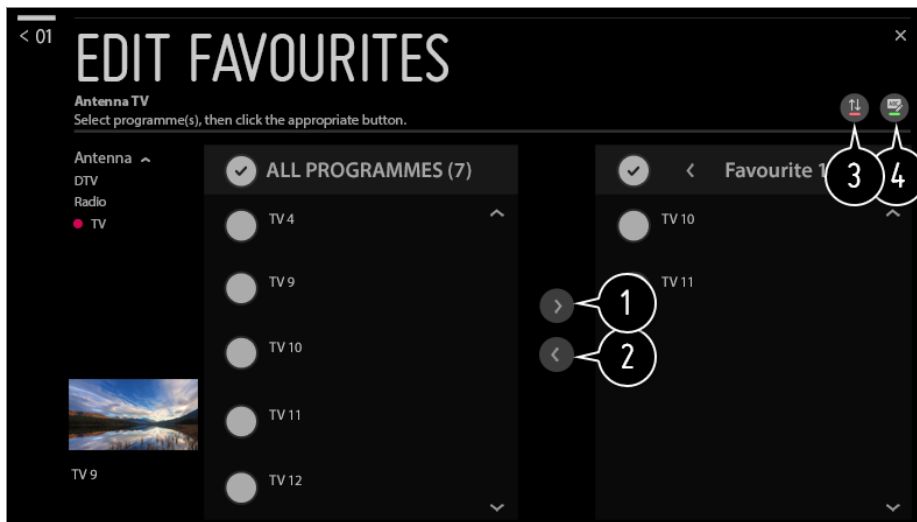 < 01
EDIT FAVOURITES
×
Antenna TV
Select programme(s), then click the appropriate button.
3
4
Antenna
DTV
Radio
TV
ALL PROGRAMMES (7)
TV 4
TV 9
TV 10
TV 11
TV 12
1
2
< Favourite 1
TV 10
TV 11
TV 9